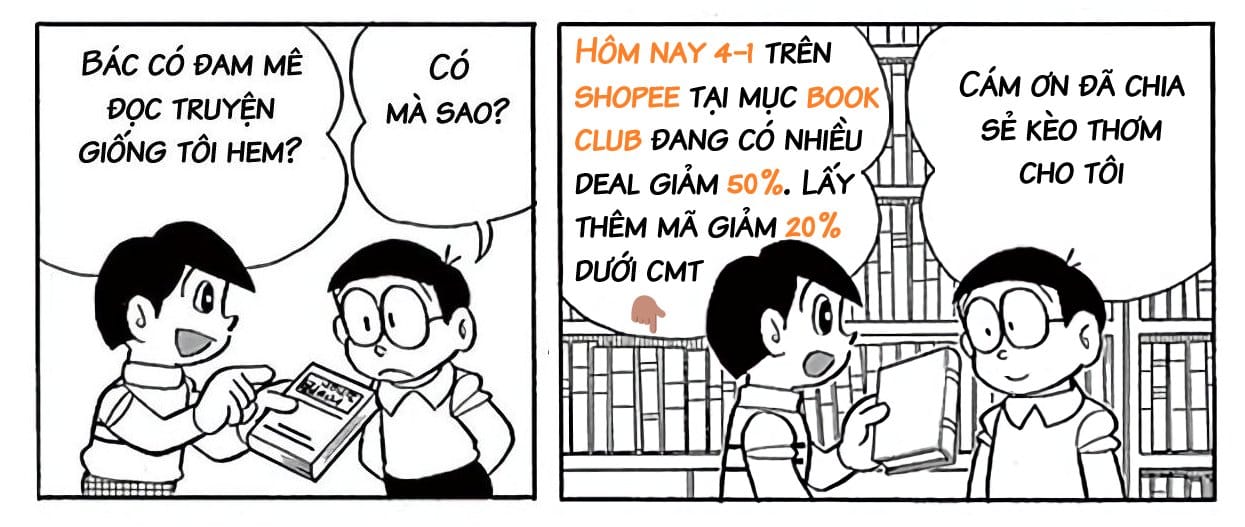 BÁC CÓ ĐAM MÊ
ĐỌC TRUYỆN
GIỐNG TÔI HEM?
CÓ
MÀ SAO?
HÔM NAY 4-1 TRÊN
SHOPEE TẠI MỤC BOOK
CLUB ĐANG CÓ NHIỀU
DEAL GIẢM 50%. LẤY
THÊM MÃ GIẢM 20%
DƯỚI CMT
CÁM ƠN ĐÃ CHIA
SẺ KÈO THƠM
CHO TÔI